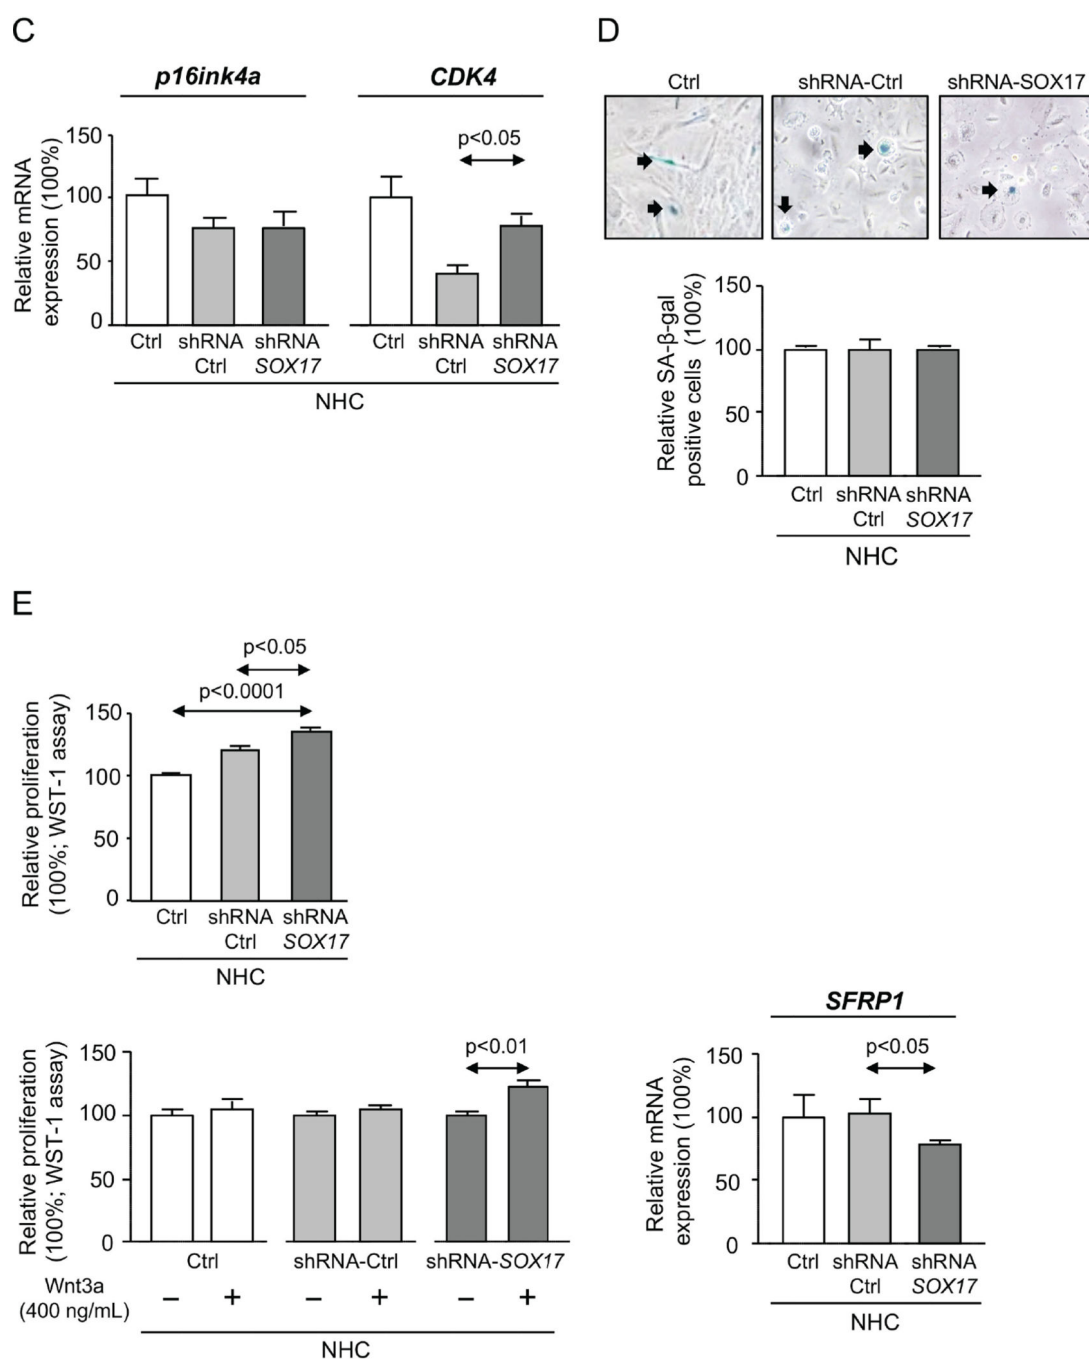 C
p16ink4a
CDK4
Relative mRNA
expression (100%)
150
100
50
0
p<0.05
Ctrl
shRNA
Ctrl
shRNA
SOX17
Ctrl
shRNA
Ctrl
shRNA
SOX17
NHC
D
Ctrl
shRNA-Ctrl
shRNA-SOX17
Relative SA-β-gal
positive cells (100%)
150
100
50
0
Ctrl
shRNA
Ctrl
shRNA
SOX17
NHC
E
p<0.05
p<0.0001
Relative proliferation
(100%; WST-1 assay)
150
100
50
0
Ctrl
shRNA
Ctrl
shRNA
SOX17
NHC
Relative proliferation
(100%; WST-1 assay)
150
100
50
0
p<0.01
Ctrl
shRNA-Ctrl
shRNA-SOX17
Wnt3a
(400 ng/mL)
− + − + − +
NHC
SFRP1
Relative mRNA
expression (100%)
150
100
50
0
p<0.05
Ctrl
shRNA
Ctrl
shRNA
SOX17
NHC